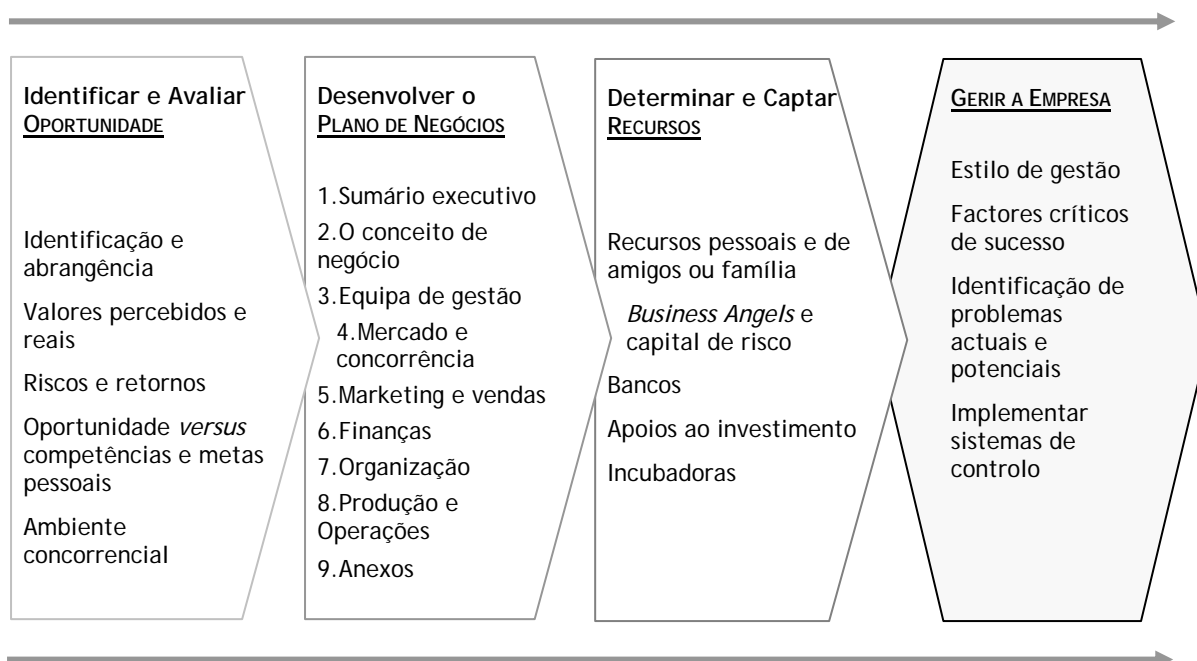 Identificar e Avaliar
OPORTUNIDADE
Identificação e
abrangência
Valores percebidos e
reais
Riscos e retornos
Oportunidade versus
competências e metas
pessoais
Ambiente
concorrencial
Desenvolver o
PLANO DE NEGÓCIOS
1.Sumário executivo
2.O conceito de
negócio
3.Equipa de gestão
4.Mercado e
concorrência
5.Marketing e vendas
6.Finanças
7.Organização
8.Produção e
Operações
9.Anexos
Determinar e Captar
RECURSOS
Recursos pessoais e de
amigos ou família
Business Angels e
capital de risco
Bancos
Apoios ao investimento
Incubadoras
GERIR A EMPRESA
Estilo de gestão
Factores críticos
de sucesso
Identificação de
problemas
actuais e
potenciais
Implementar
sistemas de
controlo